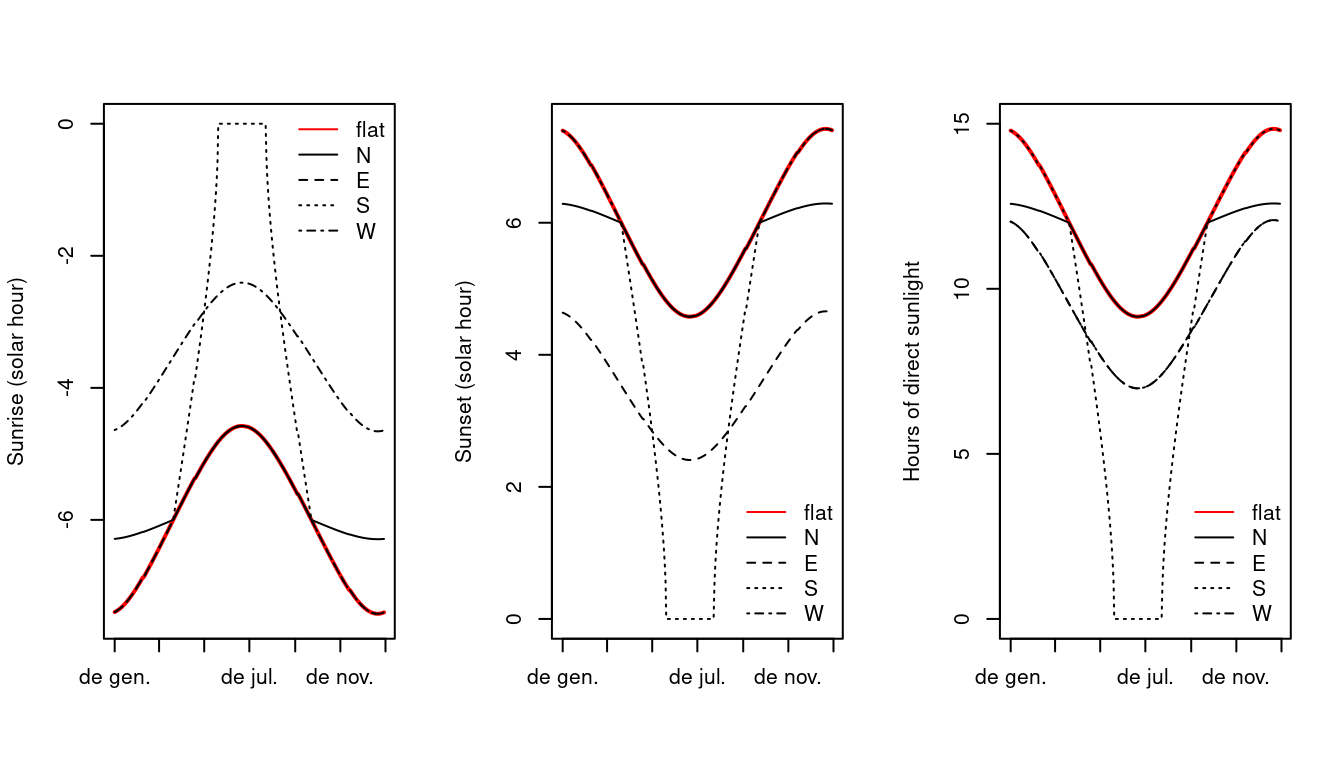 Sunrise (solar hour)
0
-2
-4
-6
flat
N
E
S
W
de gen.
de jul.
de nov.
Sunset (solar hour)
6
4
2
0
flat
N
E
S
W
de gen.
de jul.
de nov.
Hours of direct sunlight
15
10
5
0
flat
N
E
S
W
de gen.
de jul.
de nov.